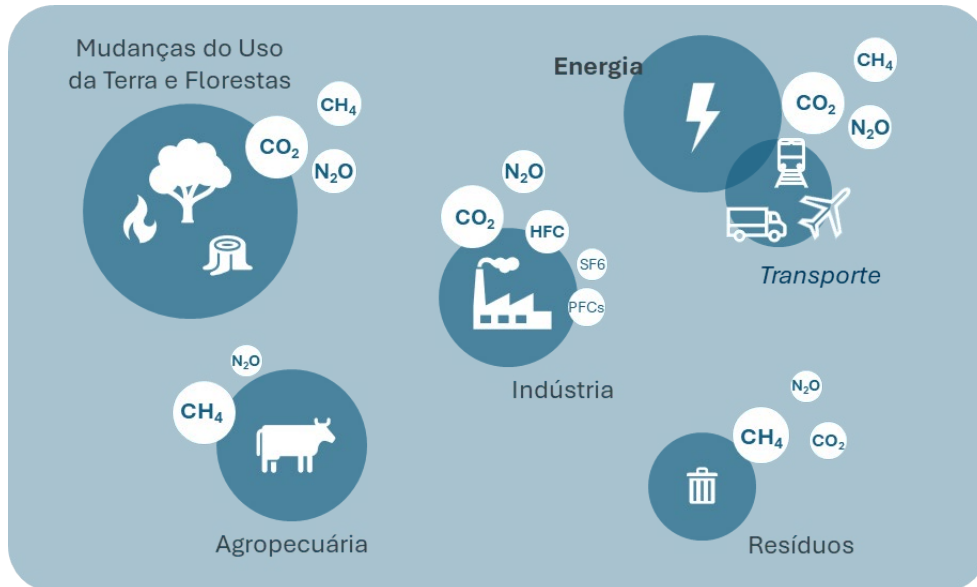 Mudanças do Uso
da Terra e Florestas
CH₄
CO₂
N₂O
Energia
CH₄
CO₂
N₂O
Transporte
N₂O
CO₂
HFC
SF6
PFCs
Indústria
N₂O
CH₄
Agropecuária
N₂O
CH₄
CO₂
Resíduos